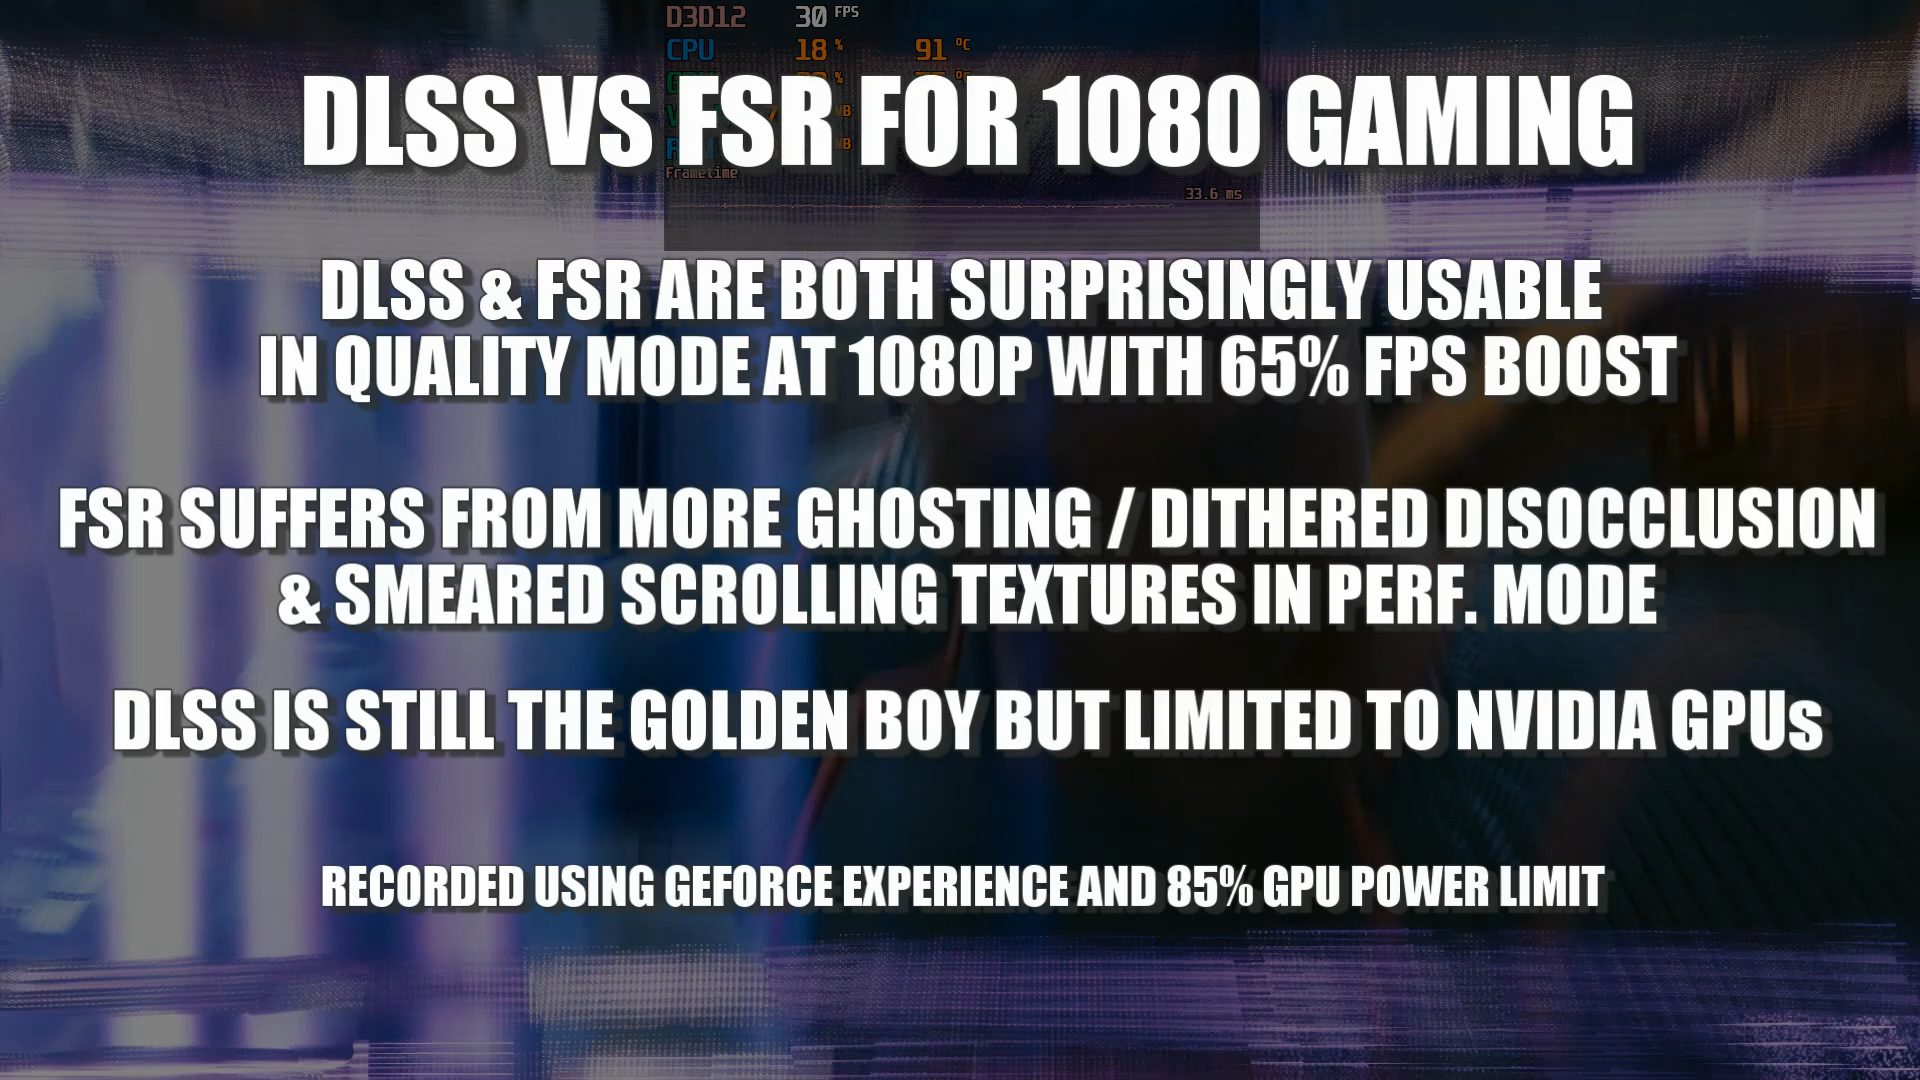 D3D12 30 FPS
CPU 18 % 91 °C
% °C
MB
MB
Frametime
33.6 ms
DLSS VS FSR FOR 1080 GAMING
DLSS & FSR ARE BOTH SURPRISINGLY USABLE
IN QUALITY MODE AT 1080P WITH 65% FPS BOOST
FSR SUFFERS FROM MORE GHOSTING / DITHERED DISOCCLUSION
& SMEARED SCROLLING TEXTURES IN PERF. MODE
DLSS IS STILL THE GOLDEN BOY BUT LIMITED TO NVIDIA GPUs
RECORDED USING GEFORCE EXPERIENCE AND 85% GPU POWER LIMIT